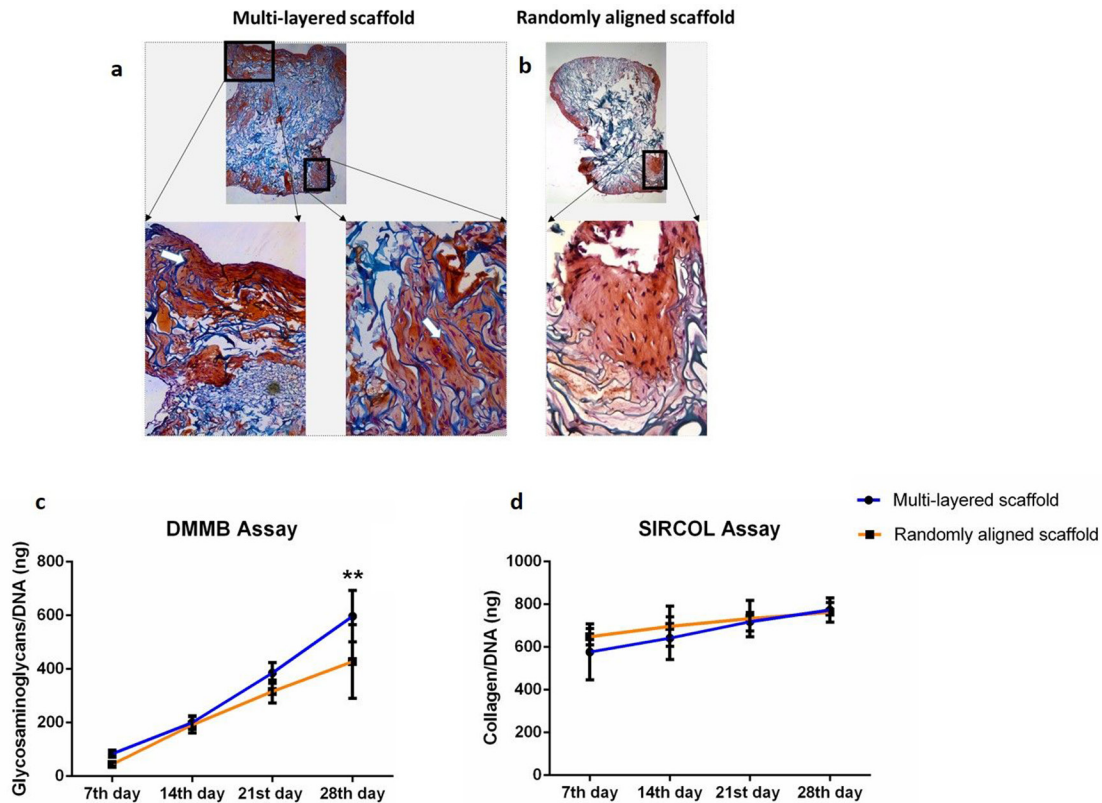 Multi-layered scaffold
Randomly aligned scaffold
a
b
c
DMMB Assay
Glycosaminoglycans/DNA (ng)
800
600
400
200
0
**
7th day
14th day
21st day
28th day
d
SIRCOL Assay
Collagen/DNA (ng)
1000
800
600
400
200
0
7th day
14th day
21st day
28th day
Multi-layered scaffold
Randomly aligned scaffold